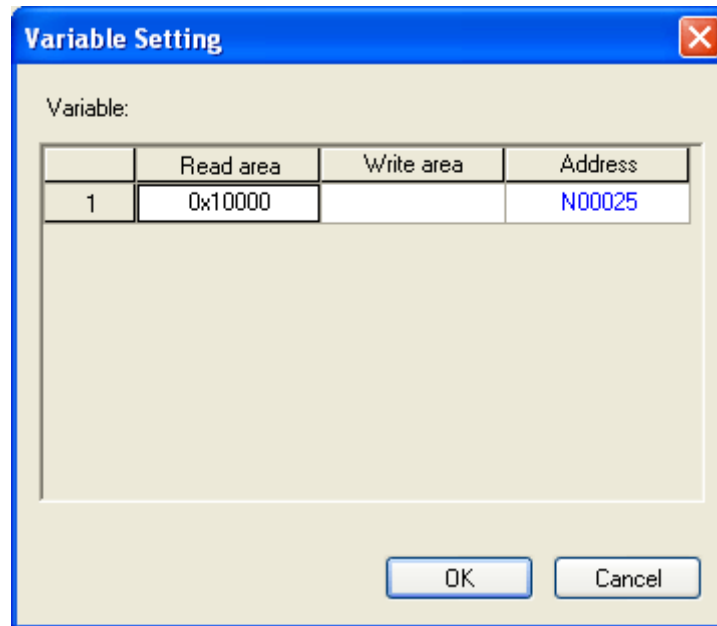 Variable Setting
Variable:
Read area Write area Address
1 0x10000 N00025
OK Cancel